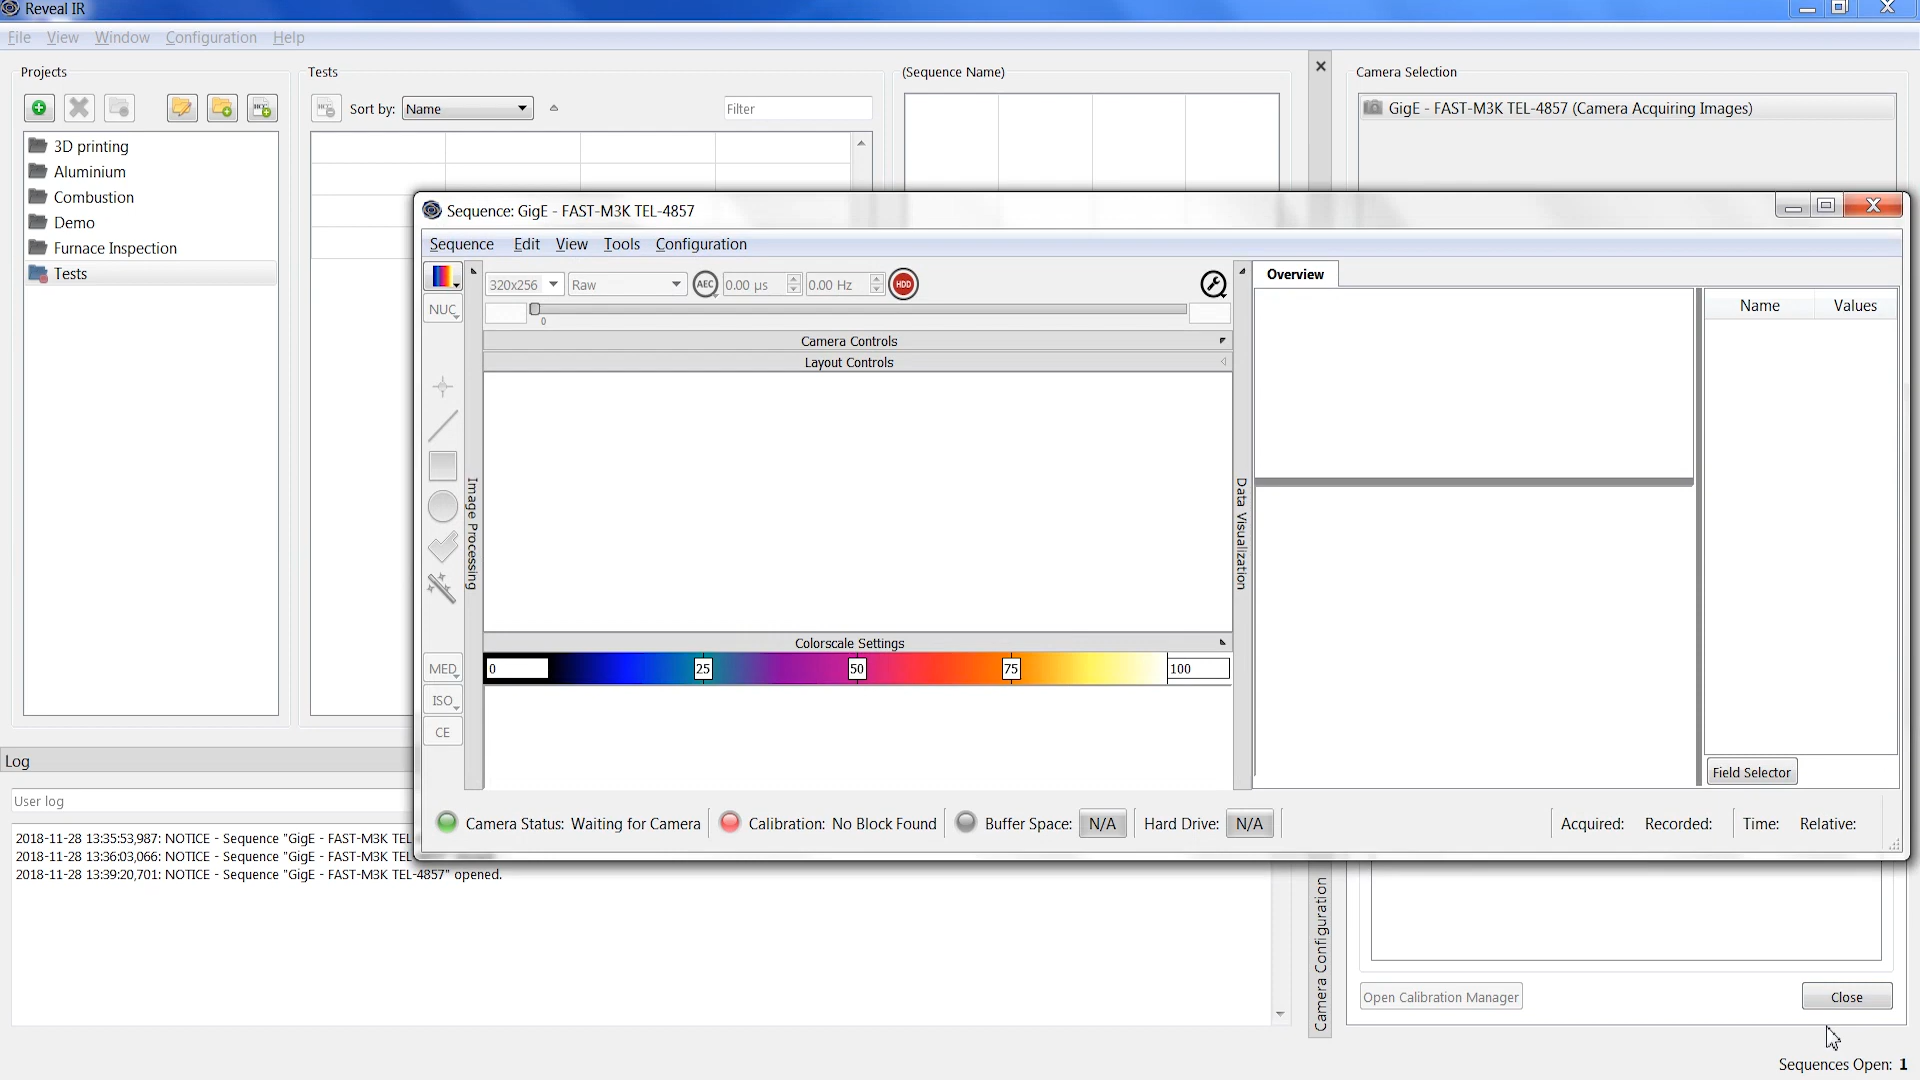 Reveal IR
File View Window Configuration Help
Projects
Tests
(Sequence Name)
Camera Selection
Sort by: Name
Filter
GigE - FAST-M3K TEL-4857 (Camera Acquiring Images)
3D printing
Aluminium
Combustion
Demo
Furnace Inspection
Tests
Sequence: GigE - FAST-M3K TEL-4857
Sequence Edit View Tools Configuration
320x256 Raw AEC 0.00 µs 0.00 Hz HDD
Overview
NUC
0
Name Values
Camera Controls
Layout Controls
Image Processing
Data Visualization
Colorscale Settings
0 25 50 75 100
MED
ISO
CE
Field Selector
Camera Status: Waiting for Camera Calibration: No Block Found Buffer Space: N/A Hard Drive: N/A Acquired: Recorded: Time: Relative:
Log
User log
2018-11-28 13:35:53,987: NOTICE - Sequence "GigE - FAST-M3K TEL
2018-11-28 13:36:03,066: NOTICE - Sequence "GigE - FAST-M3K TEL
2018-11-28 13:39:20,701: NOTICE - Sequence "GigE - FAST-M3K TEL-4857" opened.
Camera Configuration
Open Calibration Manager
Close
Sequences Open: 1